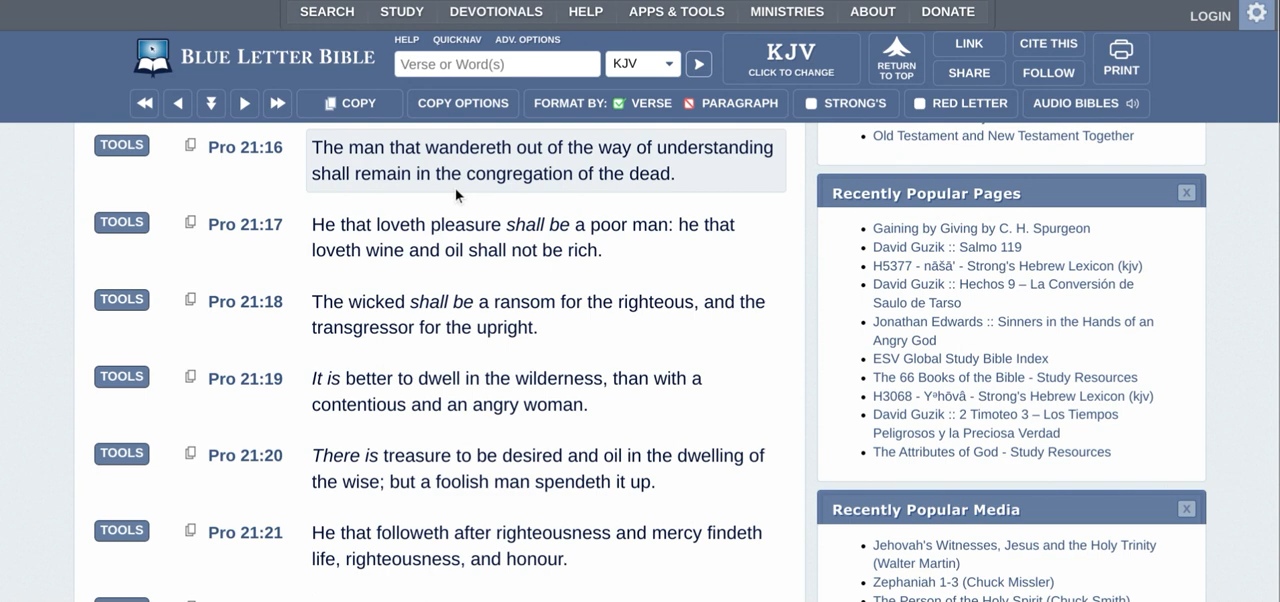 SEARCH STUDY DEVOTIONALS HELP APPS & TOOLS MINISTRIES ABOUT DONATE
LOGIN
BLUE LETTER BIBLE
HELP QUICKNAV ADV. OPTIONS
Verse or Word(s)
KJV
KJV
CLICK TO CHANGE
RETURN
TO TOP
LINK
CITE THIS
SHARE
FOLLOW
PRINT
COPY
COPY OPTIONS
FORMAT BY: VERSE PARAGRAPH
STRONG'S
RED LETTER
AUDIO BIBLES
TOOLS
Pro 21:16
The man that wandereth out of the way of understanding
shall remain in the congregation of the dead.
TOOLS
Pro 21:17
He that loveth pleasure shall be a poor man: he that
loveth wine and oil shall not be rich.
TOOLS
Pro 21:18
The wicked shall be a ransom for the righteous, and the
transgressor for the upright.
TOOLS
Pro 21:19
It is better to dwell in the wilderness, than with a
contentious and an angry woman.
TOOLS
Pro 21:20
There is treasure to be desired and oil in the dwelling of
the wise; but a foolish man spendeth it up.
TOOLS
Pro 21:21
He that followeth after righteousness and mercy findeth
life, righteousness, and honour.
Old Testament and New Testament Together
Recently Popular Pages
X
Gaining by Giving by C. H. Spurgeon
David Guzik :: Salmo 119
H5377 - nāšā' - Strong's Hebrew Lexicon (kjv)
David Guzik :: Hechos 9 – La Conversión de
Saulo de Tarso
Jonathan Edwards :: Sinners in the Hands of an
Angry God
ESV Global Study Bible Index
The 66 Books of the Bible - Study Resources
H3068 - Yᵊhōvâ - Strong's Hebrew Lexicon (kjv)
David Guzik :: 2 Timoteo 3 – Los Tiempos
Peligrosos y la Preciosa Verdad
The Attributes of God - Study Resources
Recently Popular Media
X
Jehovah's Witnesses, Jesus and the Holy Trinity
(Walter Martin)
Zephaniah 1-3 (Chuck Missler)
The Person of the Holy Spirit (Chuck Smith)